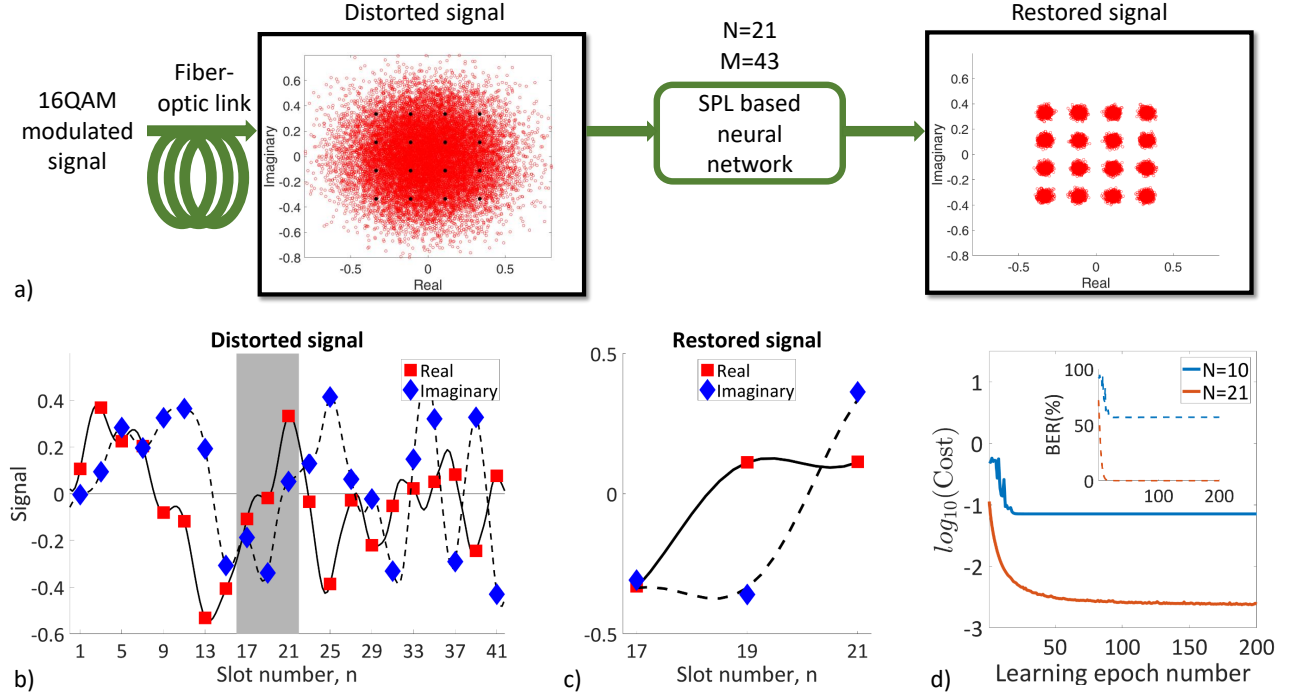 Distorted signal
Restored signal
N=21
M=43
Fiber-
optic link
16QAM
modulated
signal
SPL based
neural
network
0.6
0.4
0.2
0
-0.2
-0.4
-0.6
-0.8
Imaginary
-0.5
0
0.5
Real
0.6
0.4
0.2
0
-0.2
-0.4
-0.6
-0.8
Imaginary
-0.5
0
0.5
Real
a)
Distorted signal
Real
Imaginary
0.4
0.2
0
-0.2
-0.4
-0.6
Signal
1 5 9 13 17 21 25 29 33 37 41
Slot number, n
b)
Restored signal
Real
Imaginary
0.5
0
-0.5
17 19 21
Slot number, n
c)
N=10
N=21
1
0
-1
-2
-3
log10(Cost)
100
50
0
BER(%)
100 200
50 100 150 200
Learning epoch number
d)